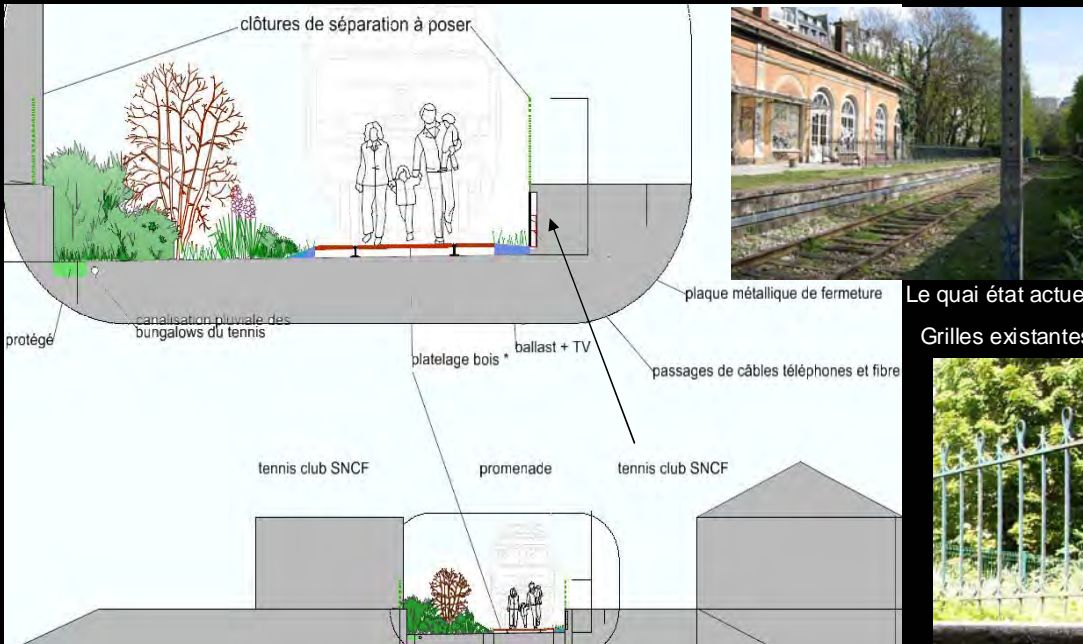 clôtures de séparation à poser
plaque métallique de fermeture
Le quai état actue
Grilles existantes
protégé
canalisation pluviale des
bungalows du tennis
platelage bois *
ballast + TV
passages de câbles téléphones et fibre
tennis club SNCF
promenade
tennis club SNCF